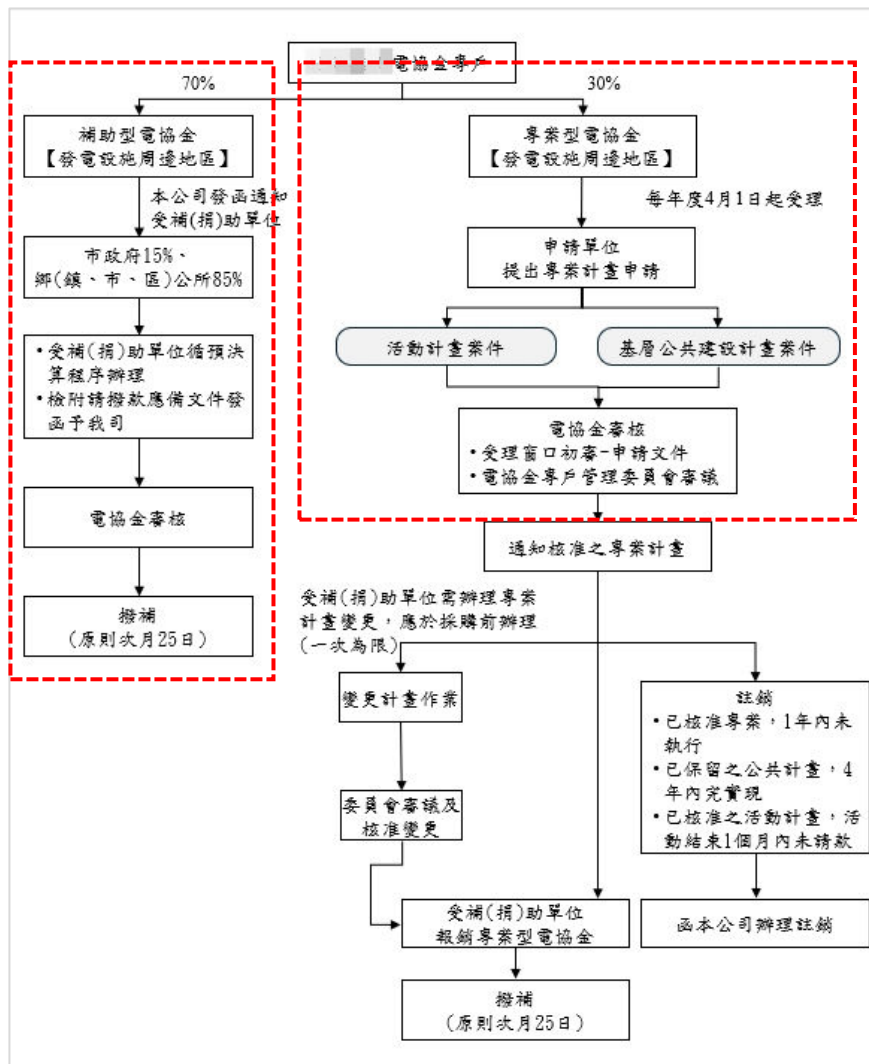 電協金專戶
70%
30%
補助型電協金
【發電設施周邊地區】
專業型電協金
【發電設施周邊地區】
本公司發函通知
受補(捐)助單位
每年度4月1日起受理
市政府15%、
鄉(鎮、市、區)公所85%
申請單位
提出專案計畫申請
活動計畫案件
基層公共建設計畫案件
•受補(捐)助單位循預決
算程序辦理
•檢附請撥款應備文件發
函予我司
電協金審核
•受理窗口初審-申請文件
•電協金專戶管理委員會審議
電協金審核
通知核准之專案計畫
撥補
(原則次月25日)
受補(捐)助單位需辦理專案
計畫變更，應於採購前辦理
(一次為限)
變更計畫作業
註銷
•已核准專案，1年內未
執行
•已保留之公共計畫，4
年內完實現
•已核准之活動計畫，活
動結束1個月內未請款
委員會審議及
核准變更
受補(捐)助單位
報銷專案型電協金
函本公司辦理註銷
撥補
(原則次月25日)